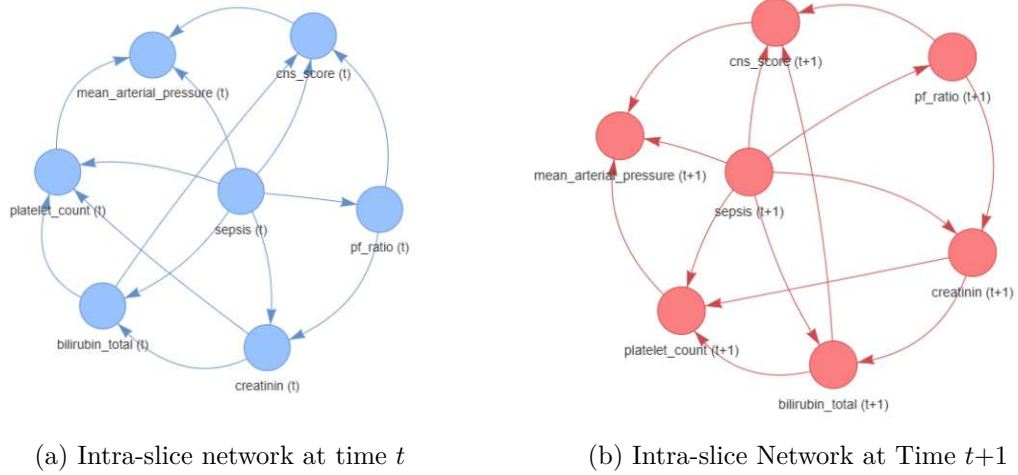 cns_score (t)
mean_arterial_pressure (t)
platelet_count (t)
sepsis (t)
pf_ratio (t)
bilirubin_total (t)
creatinin (t)
(a) Intra-slice network at time t
cns_score (t+1)
pf_ratio (t+1)
mean_arterial_pressure (t+1)
sepsis (t+1)
creatinin (t+1)
platelet_count (t+1)
bilirubin_total (t+1)
(b) Intra-slice Network at Time t+1